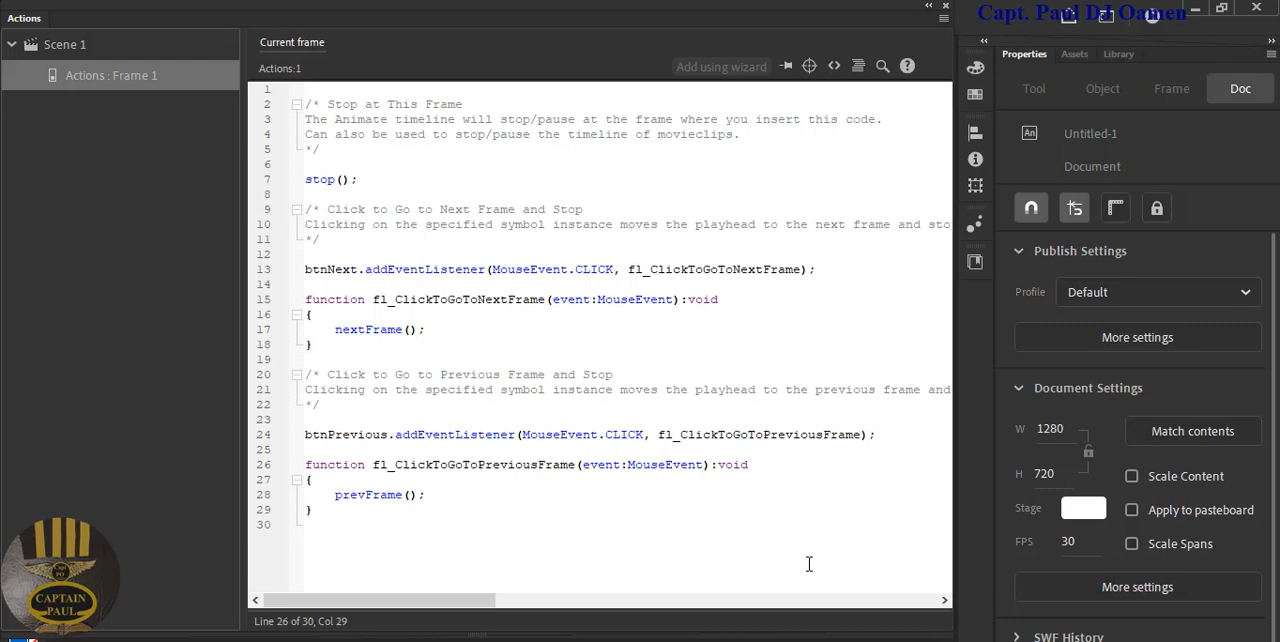 Capt. Paul DJ Oamen
Actions
Scene 1
Actions : Frame 1
Current frame
Actions:1
Add using wizard
1
2 /* Stop at This Frame
3 The Animate timeline will stop/pause at the frame where you insert this code.
4 Can also be used to stop/pause the timeline of movieclips.
5 */
6
7 stop();
8
9 /* Click to Go to Next Frame and Stop
10 Clicking on the specified symbol instance moves the playhead to the next frame and sto
11 */
12
13 btnNext.addEventListener(MouseEvent.CLICK, fl_ClickToGoToNextFrame);
14
15 function fl_ClickToGoToNextFrame(event:MouseEvent):void
16 {
17 nextFrame();
18 }
19
20 /* Click to Go to Previous Frame and Stop
21 Clicking on the specified symbol instance moves the playhead to the previous frame and
22 */
23
24 btnPrevious.addEventListener(MouseEvent.CLICK, fl_ClickToGoToPreviousFrame);
25
26 function fl_ClickToGoToPreviousFrame(event:MouseEvent):void
27 {
28 prevFrame();
29 }
30
Line 26 of 30, Col 29
Properties Assets Library
Tool Object Frame Doc
An Untitled-1
Document
Publish Settings
Profile Default
More settings
Document Settings
W 1280 Match contents
H 720 Scale Content
Stage Apply to pasteboard
FPS 30 Scale Spans
More settings
SWF History
Capt
PO
CAPTAIN
PAUL